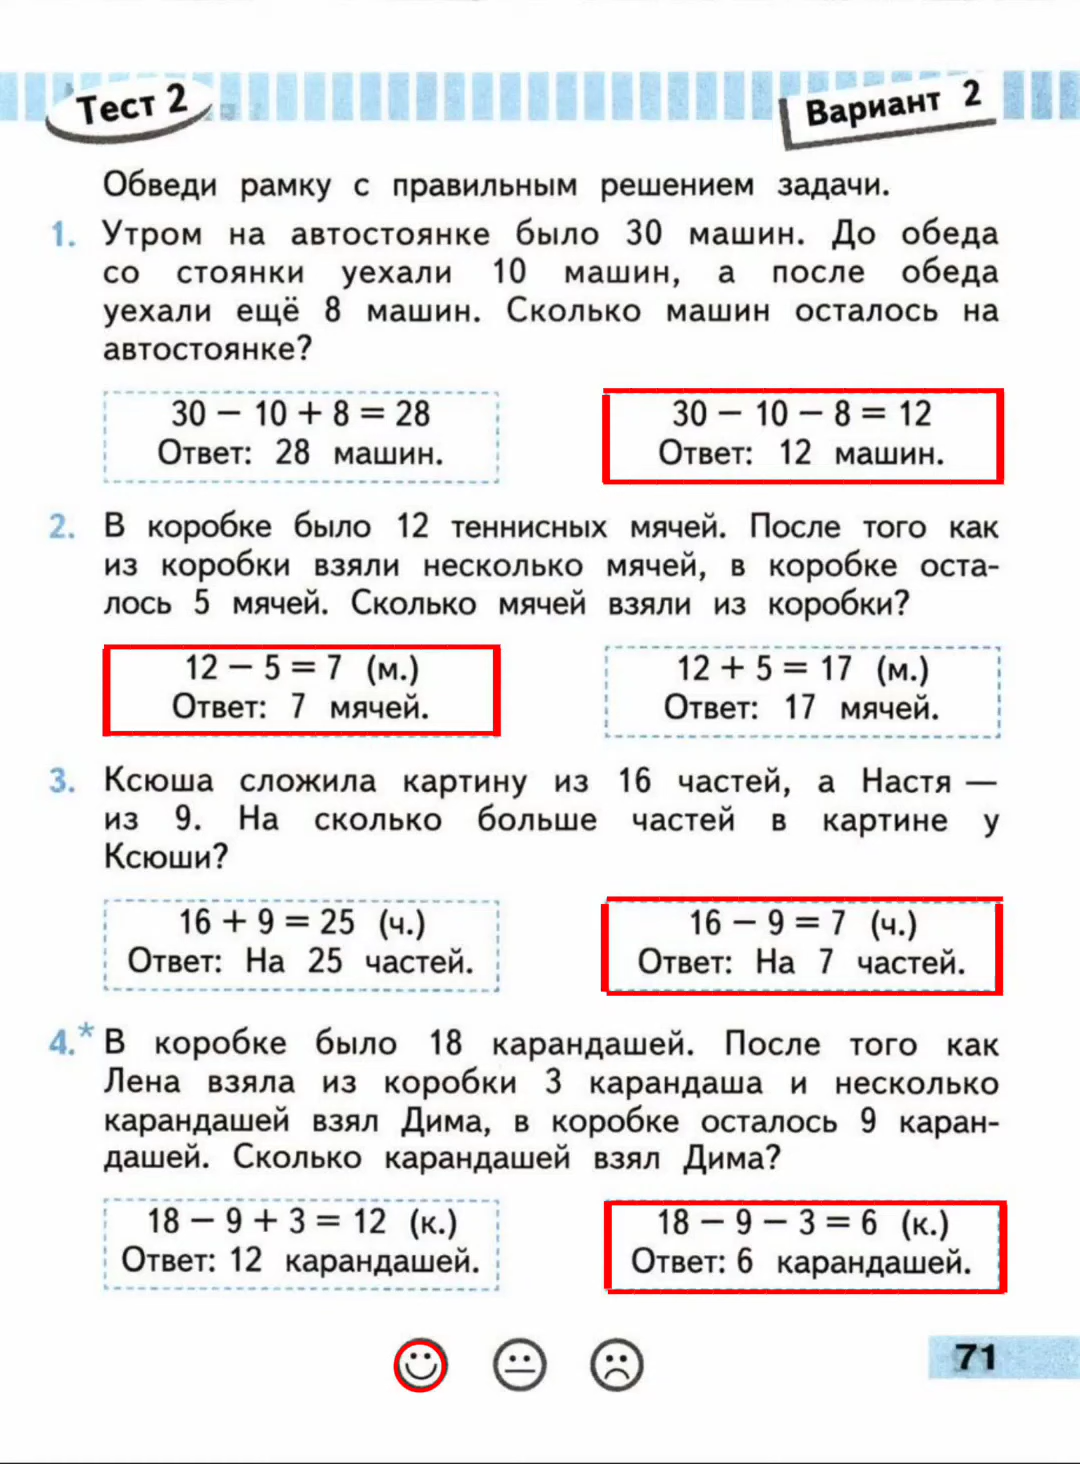 Тест 2
Вариант 2
Обведи рамку с правильным решением задачи.
1. Утром на автостоянке было 30 машин. До обеда
со стоянки уехали 10 машин, а после обеда
уехали ещё 8 машин. Сколько машин осталось на
автостоянке?
30 − 10 + 8 = 28
Ответ: 28 машин.
30 − 10 − 8 = 12
Ответ: 12 машин.
2. В коробке было 12 теннисных мячей. После того как
из коробки взяли несколько мячей, в коробке оста-
лось 5 мячей. Сколько мячей взяли из коробки?
12 − 5 = 7 (м.)
Ответ: 7 мячей.
12 + 5 = 17 (м.)
Ответ: 17 мячей.
3. Ксюша сложила картину из 16 частей, а Настя —
из 9. На сколько больше частей в картине у
Ксюши?
16 + 9 = 25 (ч.)
Ответ: На 25 частей.
16 − 9 = 7 (ч.)
Ответ: На 7 частей.
4.* В коробке было 18 карандашей. После того как
Лена взяла из коробки 3 карандаша и несколько
карандашей взял Дима, в коробке осталось 9 каран-
дашей. Сколько карандашей взял Дима?
18 − 9 + 3 = 12 (к.)
Ответ: 12 карандашей.
18 − 9 − 3 = 6 (к.)
Ответ: 6 карандашей.
71